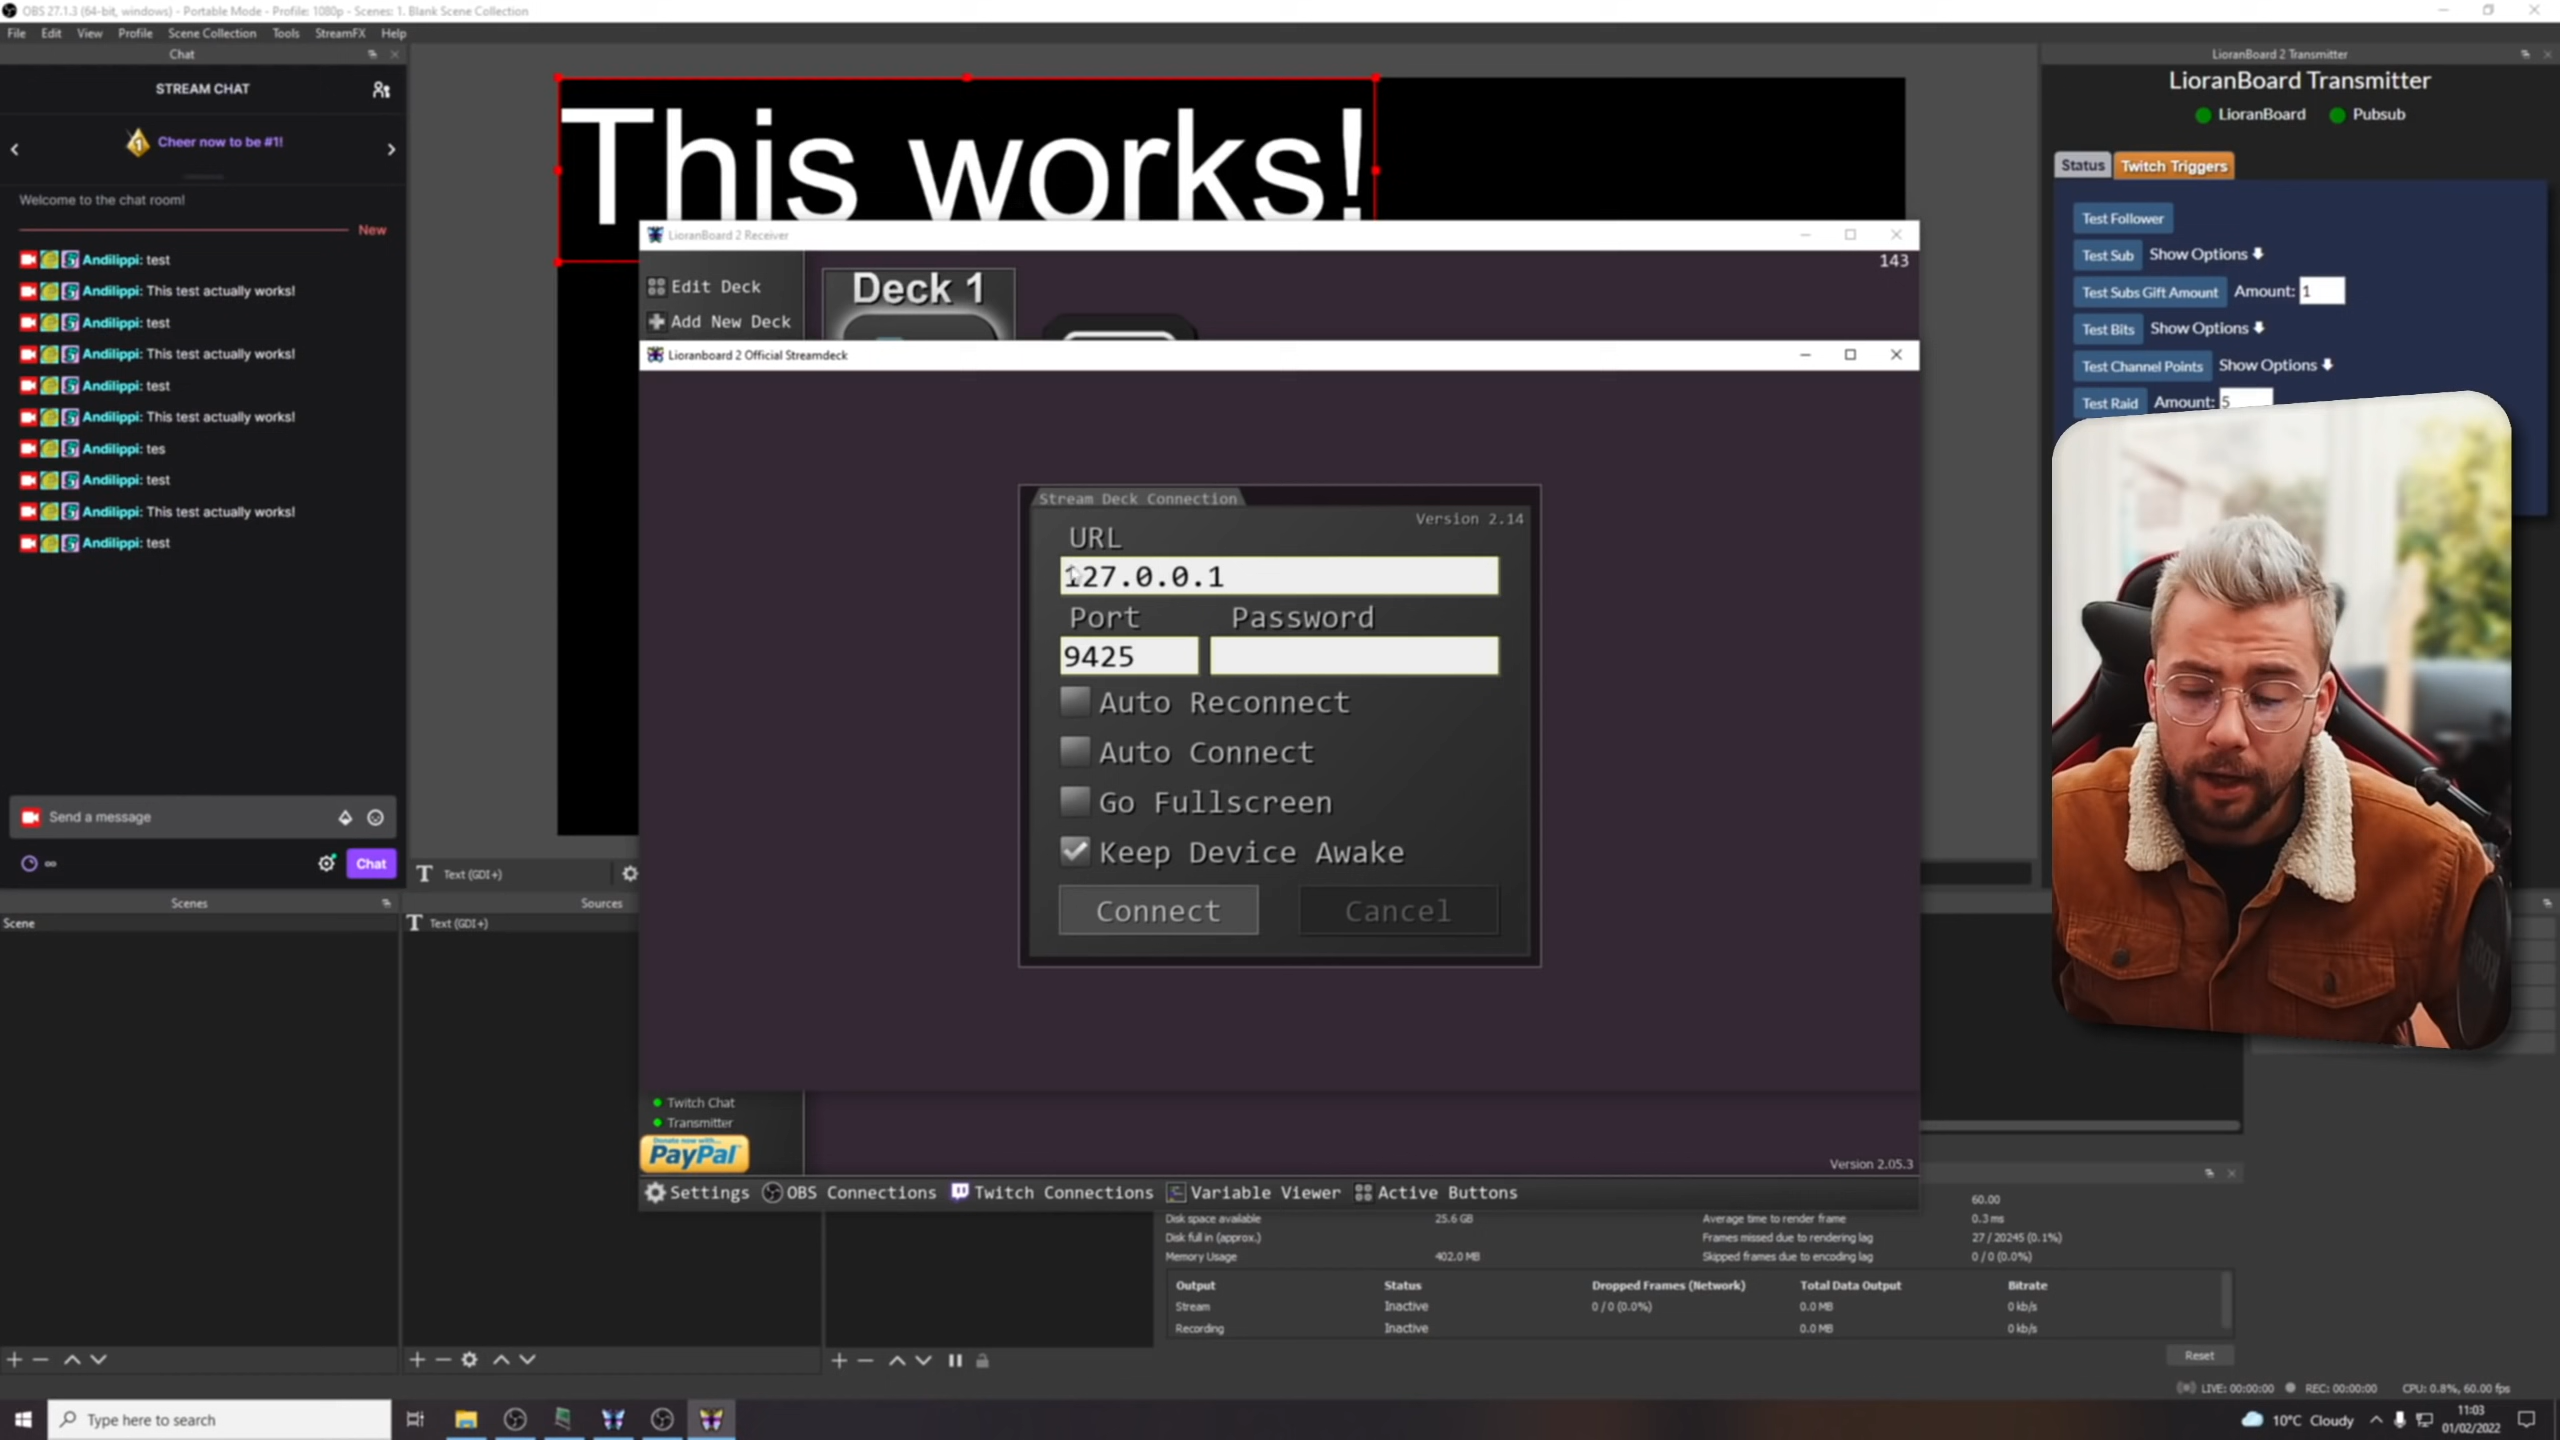 OBS 27.1.3 (64-bit, windows) - Portable Mode - Profile: 1080p - Scenes: 1. Blank Scene Collection
File Edit View Profile Scene Collection Tools StreamFX Help
Chat
STREAM CHAT
1
Cheer now to be #1!
Welcome to the chat room!
New
Andilippi: test
Andilippi: This test actually works!
Andilippi: test
Andilippi: This test actually works!
Andilippi: test
Andilippi: This test actually works!
Andilippi: tes
Andilippi: test
Andilippi: This test actually works!
Andilippi: test
Send a message
Chat
Scenes
Scene
Sources
Text (GDI+)
Text (GDI+)
This works!
LioranBoard 2 Receiver
143
Edit Deck
Add New Deck
Deck 1
Lioranboard 2 Official Streamdeck
Stream Deck Connection
Version 2.14
URL
127.0.0.1
Port Password
9425
Auto Reconnect
Auto Connect
Go Fullscreen
Keep Device Awake
Connect Cancel
Twitch Chat
Transmitter
Donate now with...
PayPal
Version 2.05.3
Settings OBS Connections Twitch Connections Variable Viewer Active Buttons
LioranBoard 2 Transmitter
LioranBoard Transmitter
LioranBoard Pubsub
Status Twitch Triggers
Test Follower
Test Sub Show Options
Test Subs Gift Amount Amount: 1
Test Bits Show Options
Test Channel Points Show Options
Test Raid Amount: 5
60.00
Disk space available 25.6 GB Average time to render frame 0.3 ms
Disk full in (approx.) Frames missed due to rendering lag 27 / 20245 (0.1%)
Memory Usage 402.0 MB Skipped frames due to encoding lag 0 / 0 (0.0%)
Output Status Dropped Frames (Network) Total Data Output Bitrate
Stream Inactive 0 / 0 (0.0%) 0.0 MB 0 kb/s
Recording Inactive 0.0 MB 0 kb/s
Reset
LIVE: 00:00:00 REC: 00:00:00 CPU: 0.8%, 60.00 fps
Type here to search
10°C Cloudy
11:03
01/02/2022